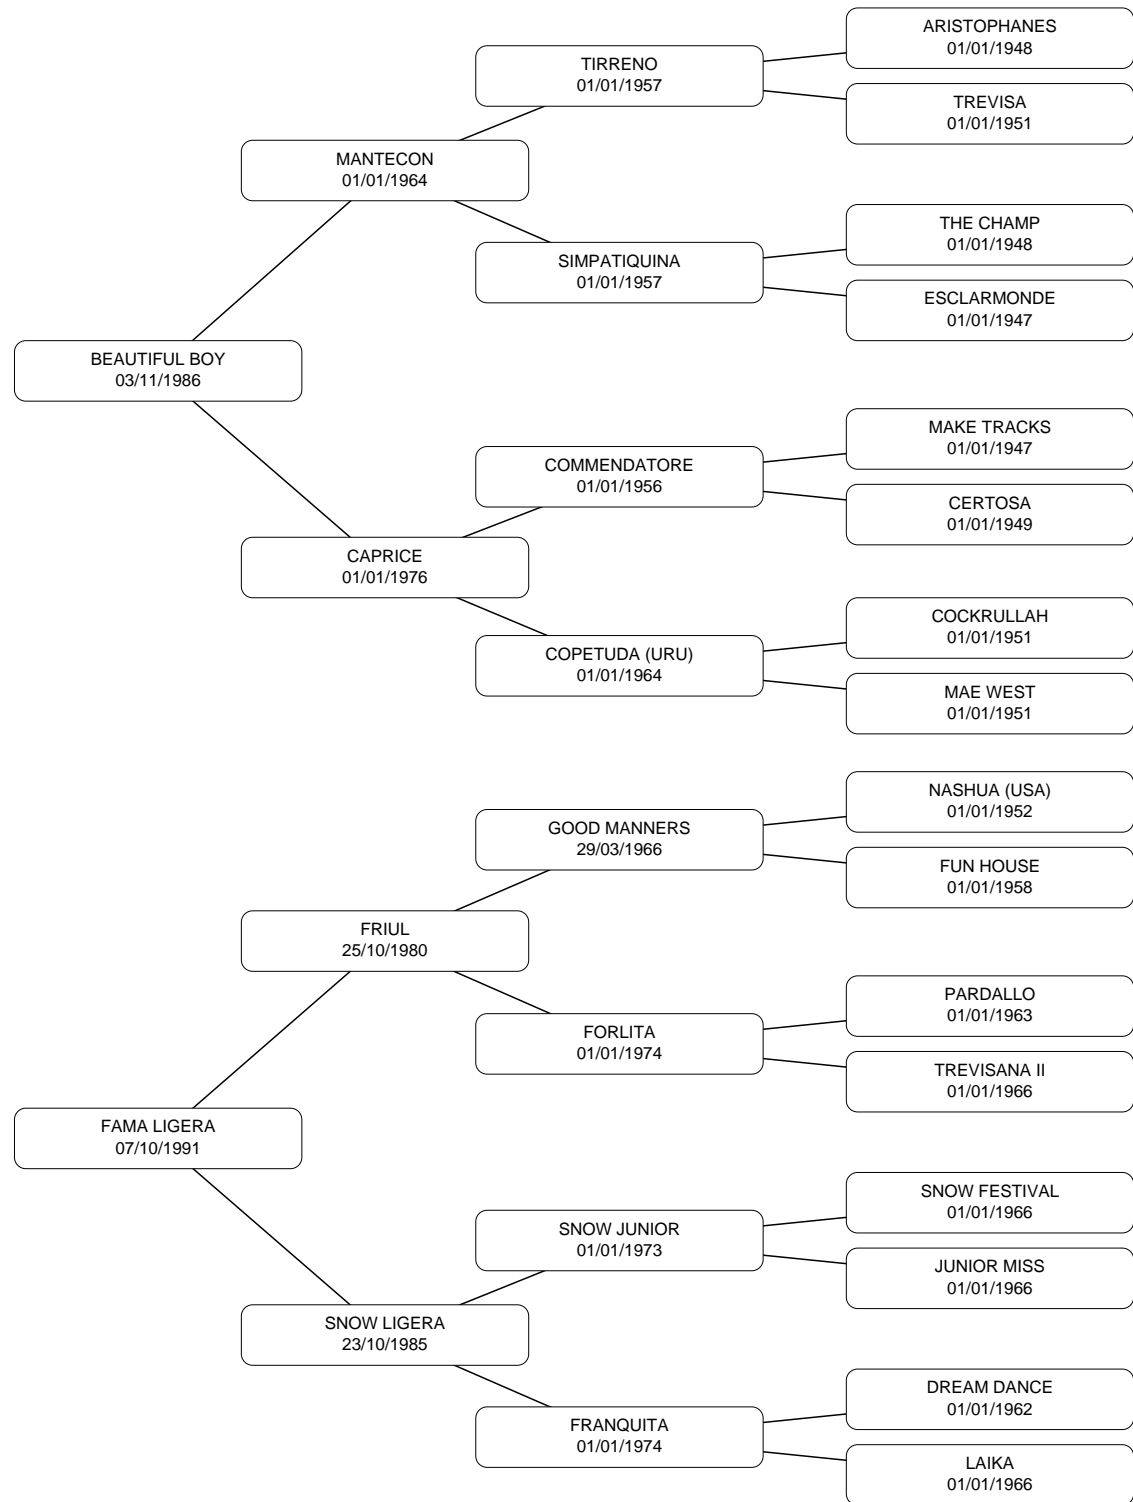 ARISTOPHANES
01/01/1948
TIRRENO
01/01/1957
TREVISA
01/01/1951
MANTECON
01/01/1964
THE CHAMP
01/01/1948
SIMPATIQUINA
01/01/1957
ESCLARMONDE
01/01/1947
BEAUTIFUL BOY
03/11/1986
MAKE TRACKS
01/01/1947
COMMENDATORE
01/01/1956
CERTOSA
01/01/1949
CAPRICE
01/01/1976
COCKRULLAH
01/01/1951
COPETUDA (URU)
01/01/1964
MAE WEST
01/01/1951
NASHUA (USA)
01/01/1952
GOOD MANNERS
29/03/1966
FUN HOUSE
01/01/1958
FRIUL
25/10/1980
PARDALLO
01/01/1963
FORLITA
01/01/1974
TREVISANA II
01/01/1966
FAMA LIGERA
07/10/1991
SNOW FESTIVAL
01/01/1966
SNOW JUNIOR
01/01/1973
JUNIOR MISS
01/01/1966
SNOW LIGERA
23/10/1985
DREAM DANCE
01/01/1962
FRANQUITA
01/01/1974
LAIKA
01/01/1966